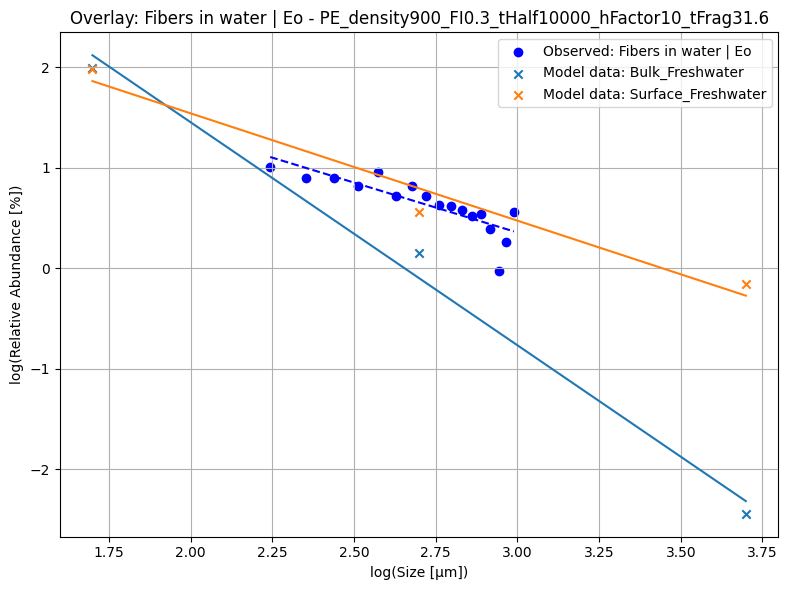 Overlay: Fibers in water | Eo - PE_density900_FI0.3_tHalf10000_hFactor10_tFrag31.6
Observed: Fibers in water | Eo
Model data: Bulk_Freshwater
Model data: Surface_Freshwater
log(Relative Abundance [%])
2
1
0
−1
−2
1.75 2.00 2.25 2.50 2.75 3.00 3.25 3.50 3.75
log(Size [µm])